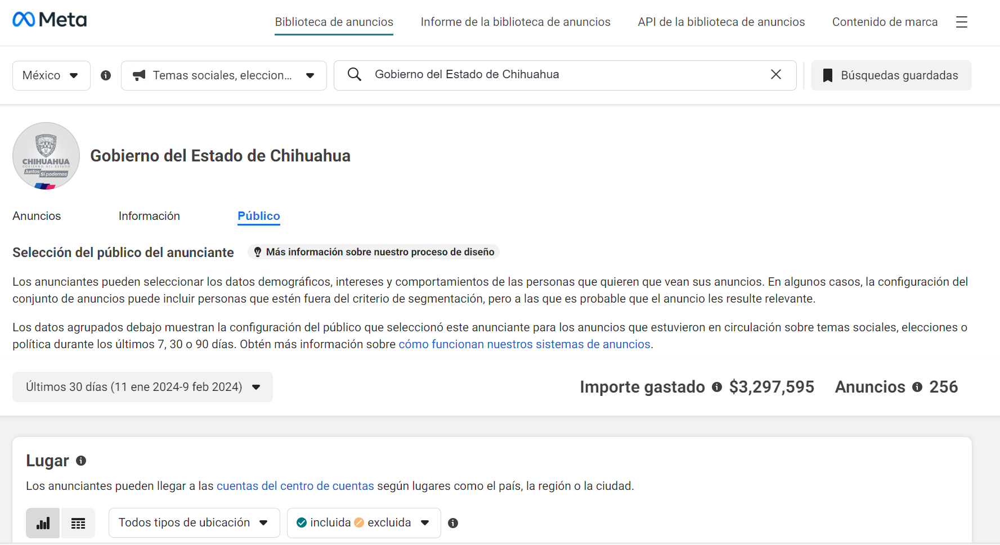 Meta
Biblioteca de anuncios
Informe de la biblioteca de anuncios
API de la biblioteca de anuncios
Contenido de marca
México
Temas sociales, eleccion...
Gobierno del Estado de Chihuahua
Búsquedas guardadas
CHIHUAHUA
GOBIERNO DEL ESTADO
Juntos
Sí podemos
Gobierno del Estado de Chihuahua
Anuncios
Información
Público
Selección del público del anunciante
Más información sobre nuestro proceso de diseño
Los anunciantes pueden seleccionar los datos demográficos, intereses y comportamientos de las personas que quieren que vean sus anuncios. En algunos casos, la configuración del
conjunto de anuncios puede incluir personas que estén fuera del criterio de segmentación, pero a las que es probable que el anuncio les resulte relevante.
Los datos agrupados debajo muestran la configuración del público que seleccionó este anunciante para los anuncios que estuvieron en circulación sobre temas sociales, elecciones o
política durante los últimos 7, 30 o 90 días. Obtén más información sobre cómo funcionan nuestros sistemas de anuncios.
Últimos 30 días (11 ene 2024-9 feb 2024)
Importe gastado $3,297,595
Anuncios 256
Lugar
Los anunciantes pueden llegar a las cuentas del centro de cuentas según lugares como el país, la región o la ciudad.
Todos tipos de ubicación
incluida excluida